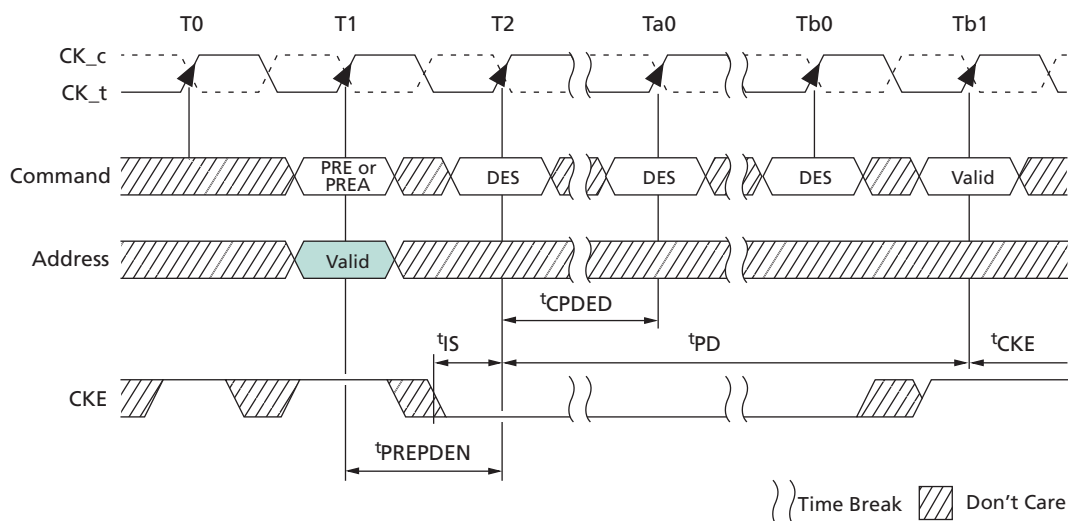 T0 T1 T2 Ta0 Tb0 Tb1
CK_c
CK_t
Command PRE or PREA DES DES DES Valid
Address Valid
tCPDED
tIS tPD tCKE
CKE
tPREPDEN
Time Break Don't Care